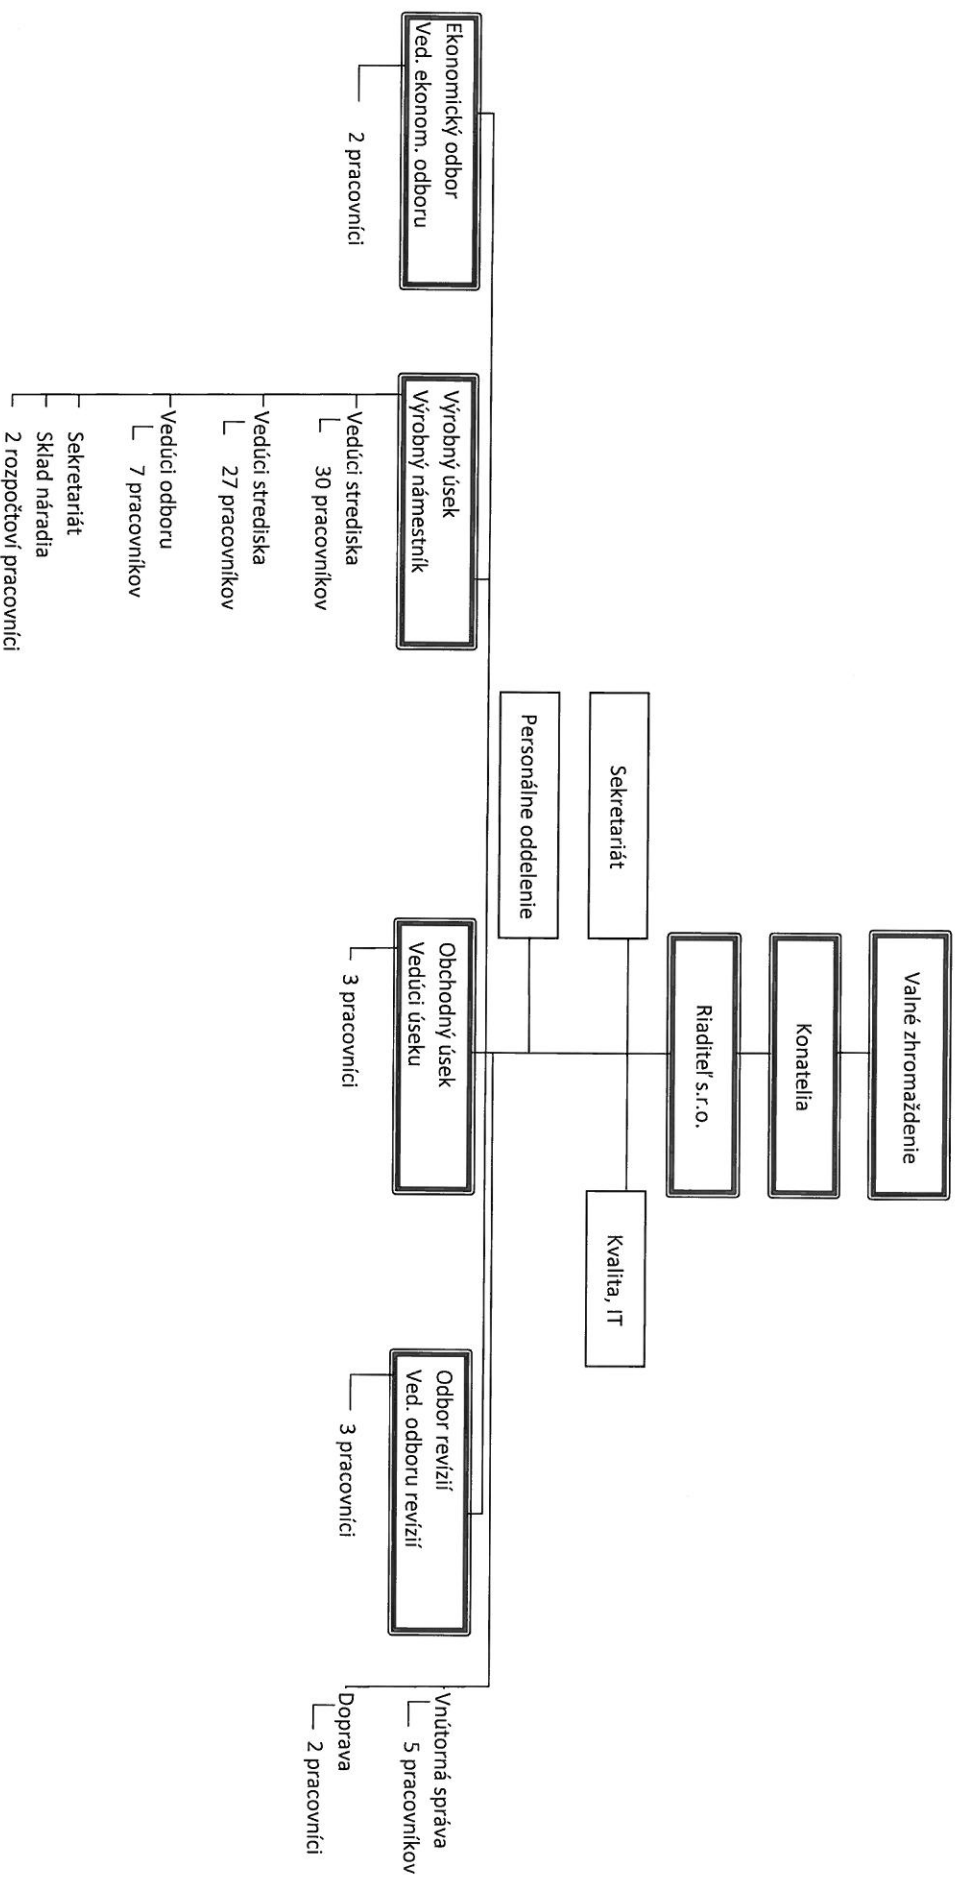 Valné zhromaždenie
Konatelia
Riaditeľ s.r.o.
Sekretariát
Kvalita, IT
Personálne oddelenie
Ekonomický odbor
Ved. ekonom. odboru
2 pracovníci
Výrobný úsek
Výrobný námestník
Vedúci strediska
30 pracovníkov
Vedúci strediska
27 pracovníkov
Vedúci odboru
7 pracovníkov
Sekretariát
Sklad náradia
2 rozpočtoví pracovníci
Obchodný úsek
Vedúci úseku
3 pracovníci
Odbor revízií
Ved. odboru revízií
3 pracovníci
Vnútorná správa
5 pracovníkov
Doprava
2 pracovníci